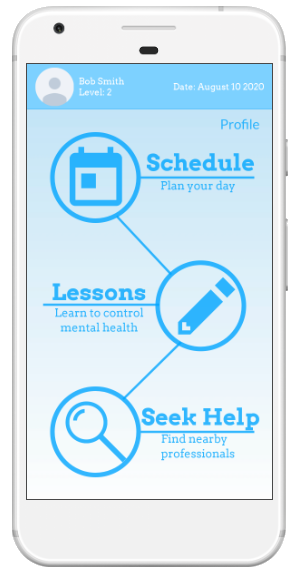 Bob Smith
Level: 2
Date: August 10 2020
Profile
Schedule
Plan your day
Lessons
Learn to control
mental health
Seek Help
Find nearby
professionals